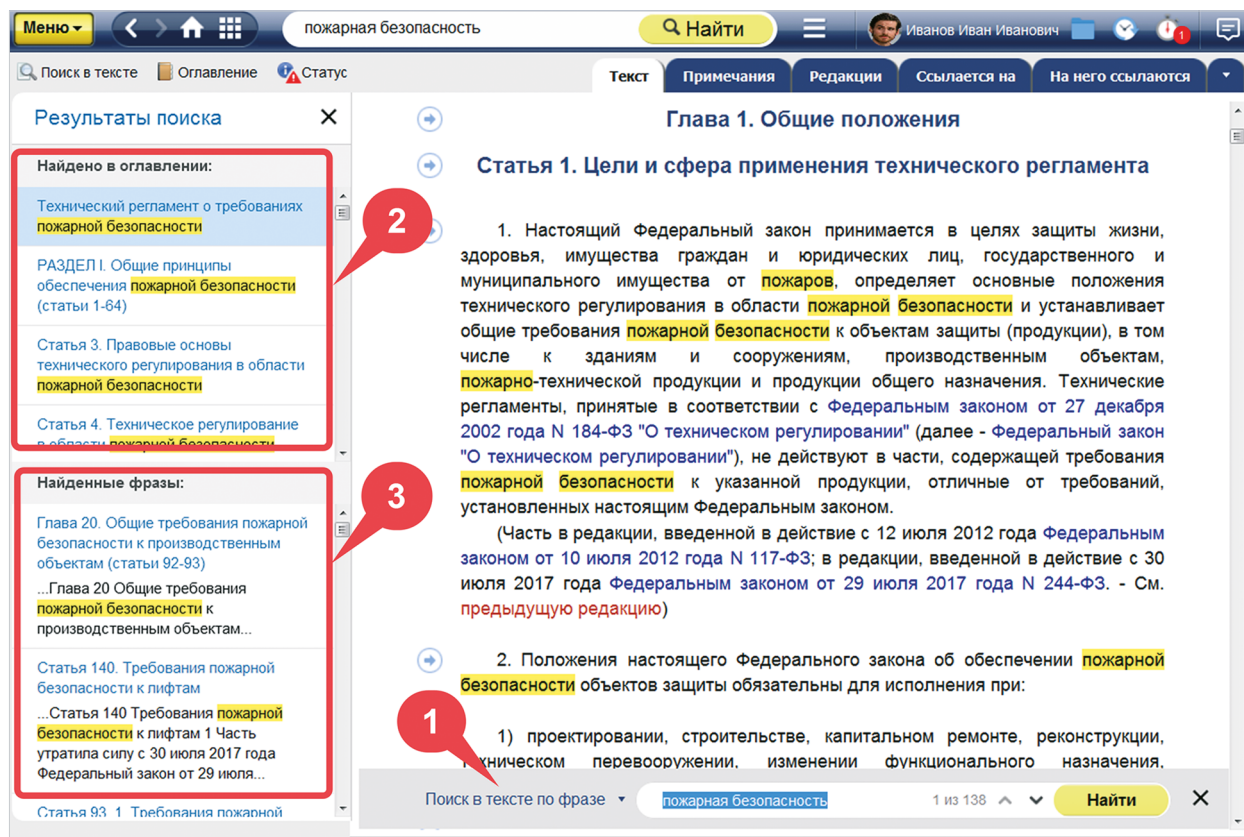 Меню
пожарная безопасность
Найти
Иванов Иван Иванович
1
Поиск в тексте
Оглавление
Статус
Текст
Примечания
Редакции
Ссылается на
На него ссылаются
Результаты поиска
Найдено в оглавлении:
Технический регламент о требованиях
пожарной безопасности
РАЗДЕЛ I. Общие принципы
обеспечения пожарной безопасности
(статьи 1-64)
Статья 3. Правовые основы
технического регулирования в области
пожарной безопасности
Статья 4. Техническое регулирование
в области пожарной безопасности
2
Найденные фразы:
Глава 20. Общие требования пожарной
безопасности к производственным
объектам (статьи 92-93)
...Глава 20 Общие требования
пожарной безопасности к
производственным объектам...
Статья 140. Требования пожарной
безопасности к лифтам
...Статья 140 Требования пожарной
безопасности к лифтам 1 Часть
утратила силу с 30 июля 2017 года
Федеральный закон от 29 июля...
Статья 93_1. Требования пожарной
3
Глава 1. Общие положения
Статья 1. Цели и сфера применения технического регламента
1. Настоящий Федеральный закон принимается в целях защиты жизни,
здоровья, имущества граждан и юридических лиц, государственного и
муниципального имущества от пожаров, определяет основные положения
технического регулирования в области пожарной безопасности и устанавливает
общие требования пожарной безопасности к объектам защиты (продукции), в том
числе к зданиям и сооружениям, производственным объектам,
пожарно-технической продукции и продукции общего назначения. Технические
регламенты, принятые в соответствии с Федеральным законом от 27 декабря
2002 года N 184-ФЗ "О техническом регулировании" (далее - Федеральный закон
"О техническом регулировании"), не действуют в части, содержащей требования
пожарной безопасности к указанной продукции, отличные от требований,
установленных настоящим Федеральным законом.
(Часть в редакции, введенной в действие с 12 июля 2012 года Федеральным
законом от 10 июля 2012 года N 117-ФЗ; в редакции, введенной в действие с 30
июля 2017 года Федеральным законом от 29 июля 2017 года N 244-ФЗ. - См.
предыдущую редакцию)
2. Положения настоящего Федерального закона об обеспечении пожарной
безопасности объектов защиты обязательны для исполнения при:
1) проектировании, строительстве, капитальном ремонте, реконструкции,
техническом перевооружении, изменении функционального назначения,
1
Поиск в тексте по фразе
пожарная безопасность
1 из 138
Найти